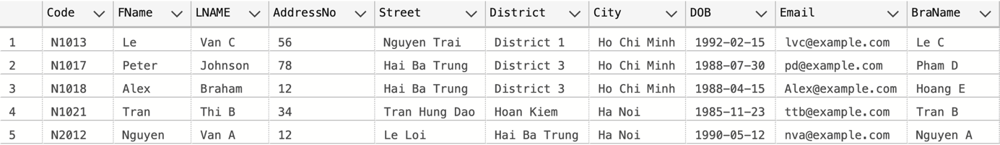 Code FName LNAME AddressNo Street District City DOB Email BraName
1 N1013 Le Van C 56 Nguyen Trai District 1 Ho Chi Minh 1992-02-15 lvc@example.com Le C
2 N1017 Peter Johnson 78 Hai Ba Trung District 3 Ho Chi Minh 1988-07-30 pd@example.com Pham D
3 N1018 Alex Braham 12 Hai Ba Trung District 3 Ho Chi Minh 1988-04-15 Alex@example.com Hoang E
4 N1021 Tran Thi B 34 Tran Hung Dao Hoan Kiem Ha Noi 1985-11-23 ttb@example.com Tran B
5 N2012 Nguyen Van A 12 Le Loi Hai Ba Trung Ha Noi 1990-05-12 nva@example.com Nguyen A